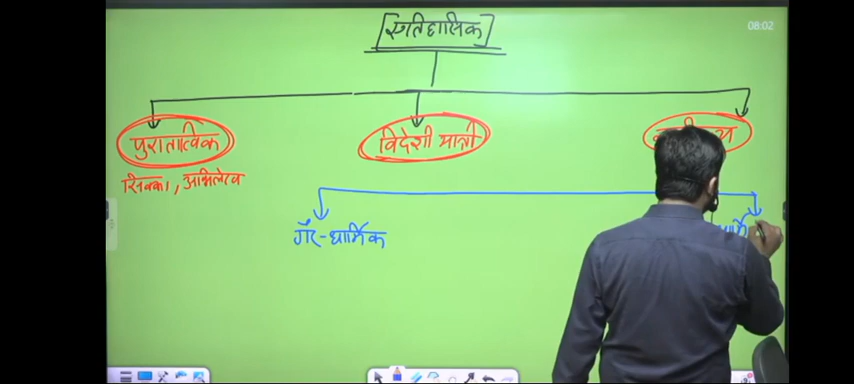 [ऐतिहासिक]
08:02
पुरातात्विक
विदेशी यात्री
सिक्का, अभिलेख
गैर-धार्मिक